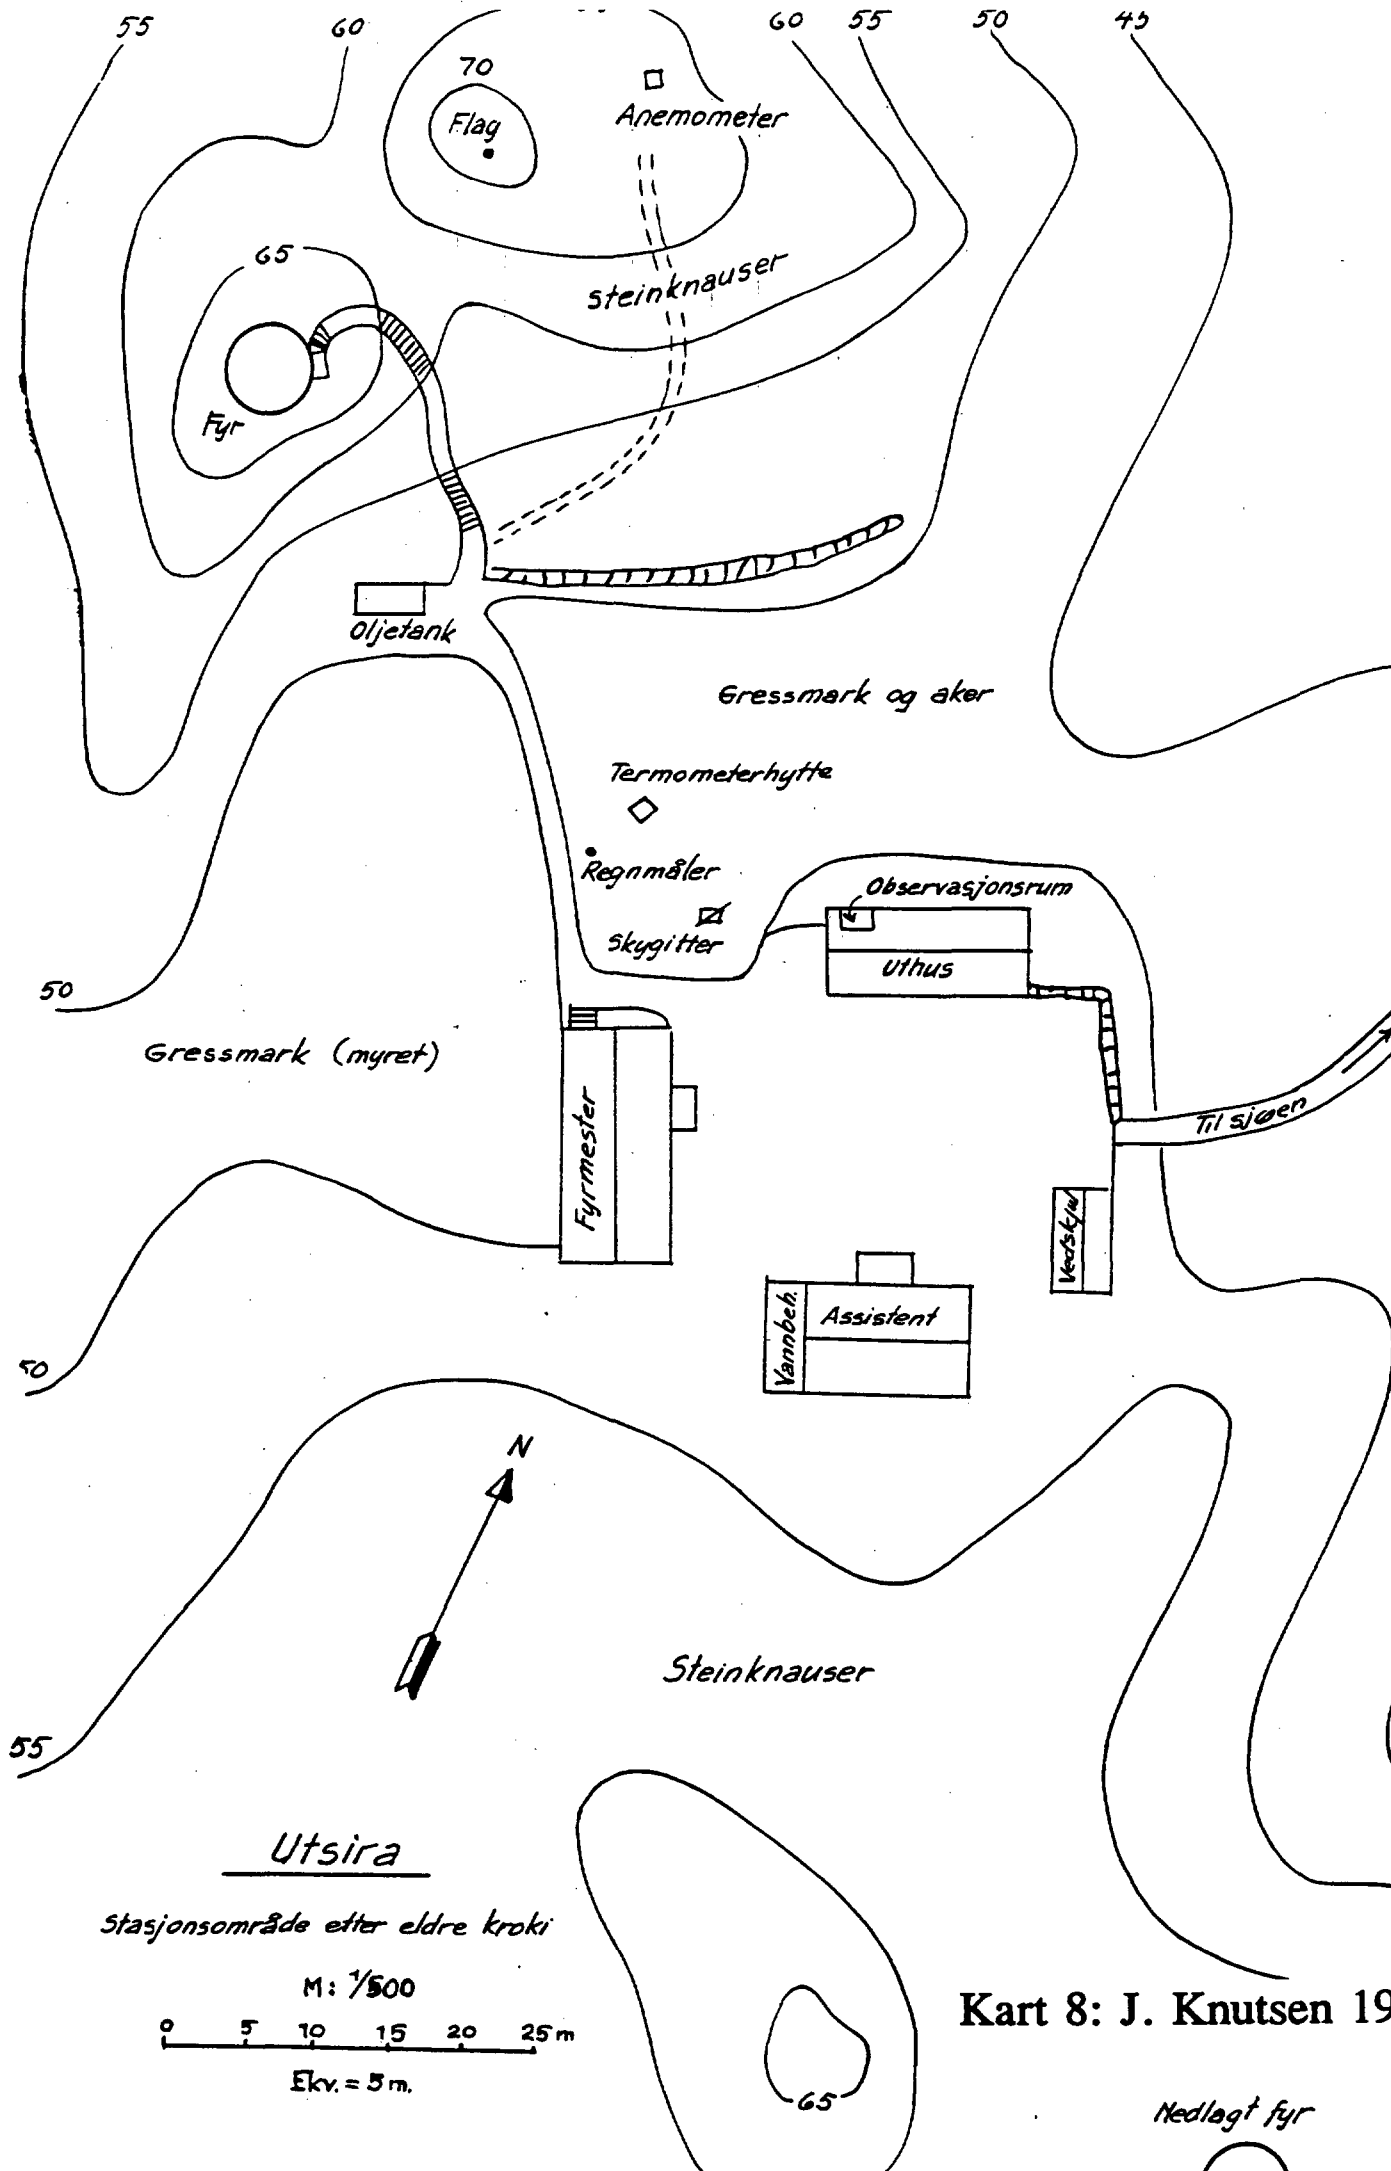 55
60
60
55
50
45
70
Flag
Anemometer
65
steinknauser
Fyr
Oljetank
Gressmark og aker
Termometerhytte
Regnmåler
Observasjonsrum
Skygitter
Uthus
50
Gressmark (myret)
Fyrmester
Til sjøen
Vedskjul
Vannbeh.
Assistent
50
N
Steinknauser
55
Utsira
Stasjonsområde etter eldre kroki
M: 1/500
0 5 10 15 20 25 m
Ekv. = 5 m.
Kart 8: J. Knutsen 19
65
Nedlagt fyr